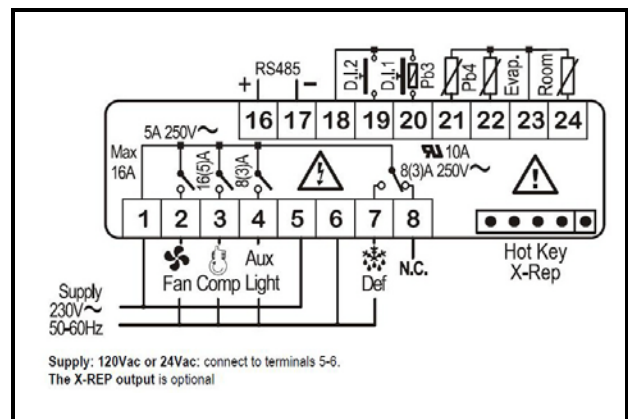 + RS485 −
D.I.2
D.I.1
Pb3
Pb4
Evap.
Room
16 17 18 19 20 21 22 23 24
5A 250V~
Max
16A
16(5)A
8(3)A
10A
8(3)A 250V~
1 2 3 4 5 6 7 8
Fan Comp Aux
Light
Def
N.C.
Hot Key
X-Rep
Supply
230V~
50-60Hz
Supply: 120Vac or 24Vac: connect to terminals 5-6.
The X-REP output is optional